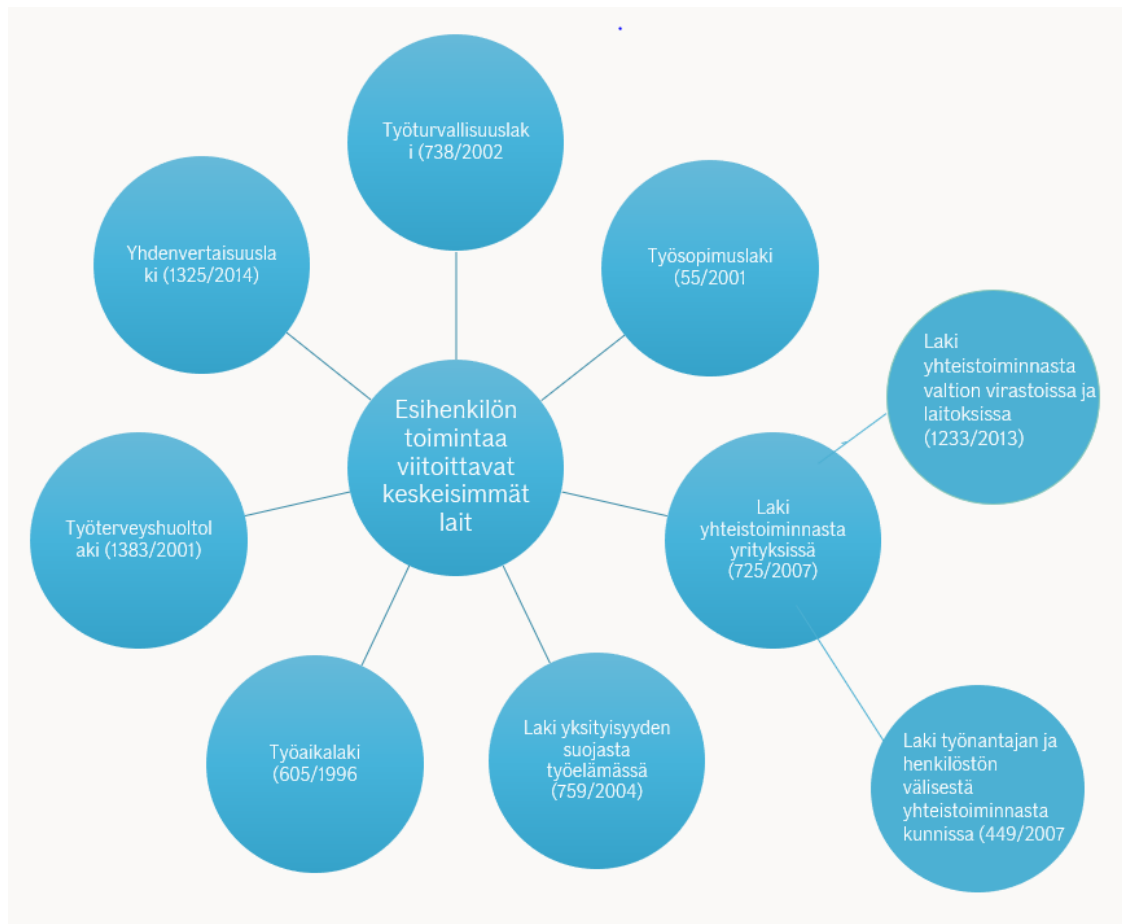 Työturvallisuuslak
i (738/2002
Yhdenvertaisuusla
ki (1325/2014)
Työsopimuslaki
(55/2001
Laki
yhteistoiminnasta
valtion virastoissa ja
laitoksissa
(1233/2013)
Esihenkilön
toimintaa
viitoittavat
keskeisimmät
lait
Laki
yhteistoiminnasta
yrityksissä
(725/2007)
Työterveyshuoltol
aki (1383/2001)
Työaikalaki
(605/1996
Laki yksityisyyden
suojasta
työelämässä
(759/2004)
Laki työnantajan ja
henkilöstön
välisestä
yhteistoiminnasta
kunnissa (449/2007